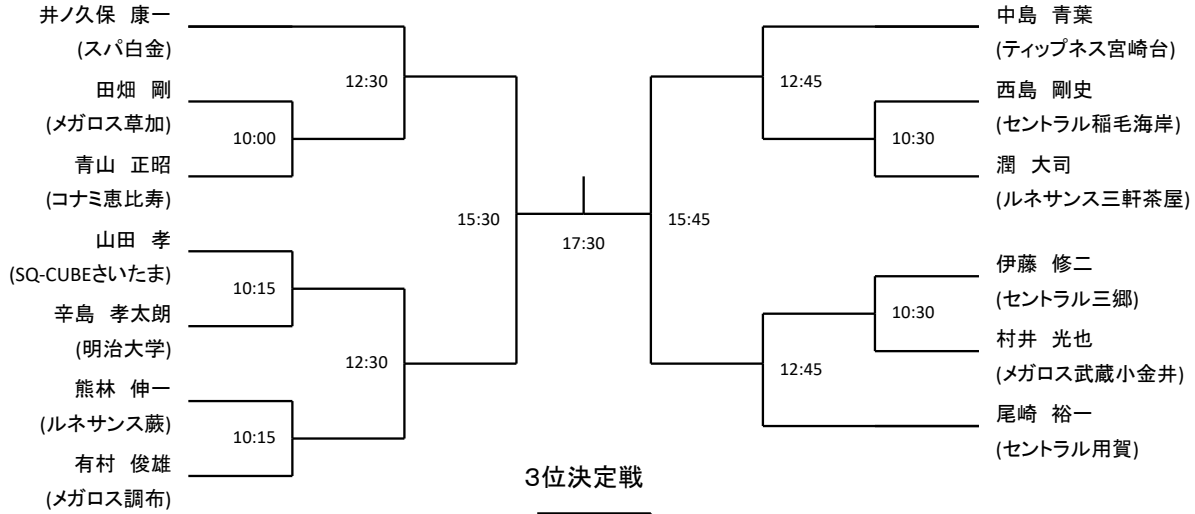 井ノ久保 康一
(スパ白金)
田畑 剛
(メガロス草加)
青山 正昭
(コナミ恵比寿)
山田 孝
(SQ-CUBEさいたま)
辛島 孝太朗
(明治大学)
熊林 伸一
(ルネサンス蕨)
有村 俊雄
(メガロス調布)
10:00
10:15
10:15
12:30
12:30
15:30
17:30
15:45
12:45
12:45
10:30
10:30
中島 青葉
(ティップネス宮崎台)
西島 剛史
(セントラル稲毛海岸)
潤 大司
(ルネサンス三軒茶屋)
伊藤 修二
(セントラル三郷)
村井 光也
(メガロス武蔵小金井)
尾崎 裕一
(セントラル用賀)
3位決定戦